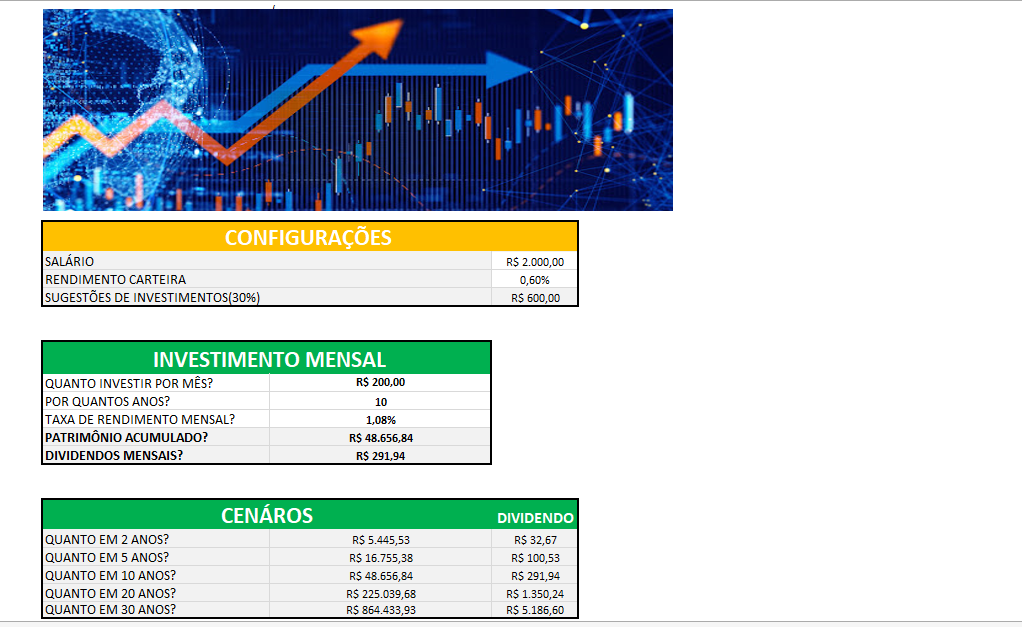 CONFIGURAÇÕES
SALÁRIO R$ 2.000,00
RENDIMENTO CARTEIRA 0,60%
SUGESTÕES DE INVESTIMENTOS(30%) R$ 600,00
INVESTIMENTO MENSAL
QUANTO INVESTIR POR MÊS? R$ 200,00
POR QUANTOS ANOS? 10
TAXA DE RENDIMENTO MENSAL? 1,08%
PATRIMÔNIO ACUMULADO? R$ 48.656,84
DIVIDENDOS MENSAIS? R$ 291,94
CENÁROS DIVIDENDO
QUANTO EM 2 ANOS? R$ 5.445,53 R$ 32,67
QUANTO EM 5 ANOS? R$ 16.755,38 R$ 100,53
QUANTO EM 10 ANOS? R$ 48.656,84 R$ 291,94
QUANTO EM 20 ANOS? R$ 225.039,68 R$ 1.350,24
QUANTO EM 30 ANOS? R$ 864.433,93 R$ 5.186,60